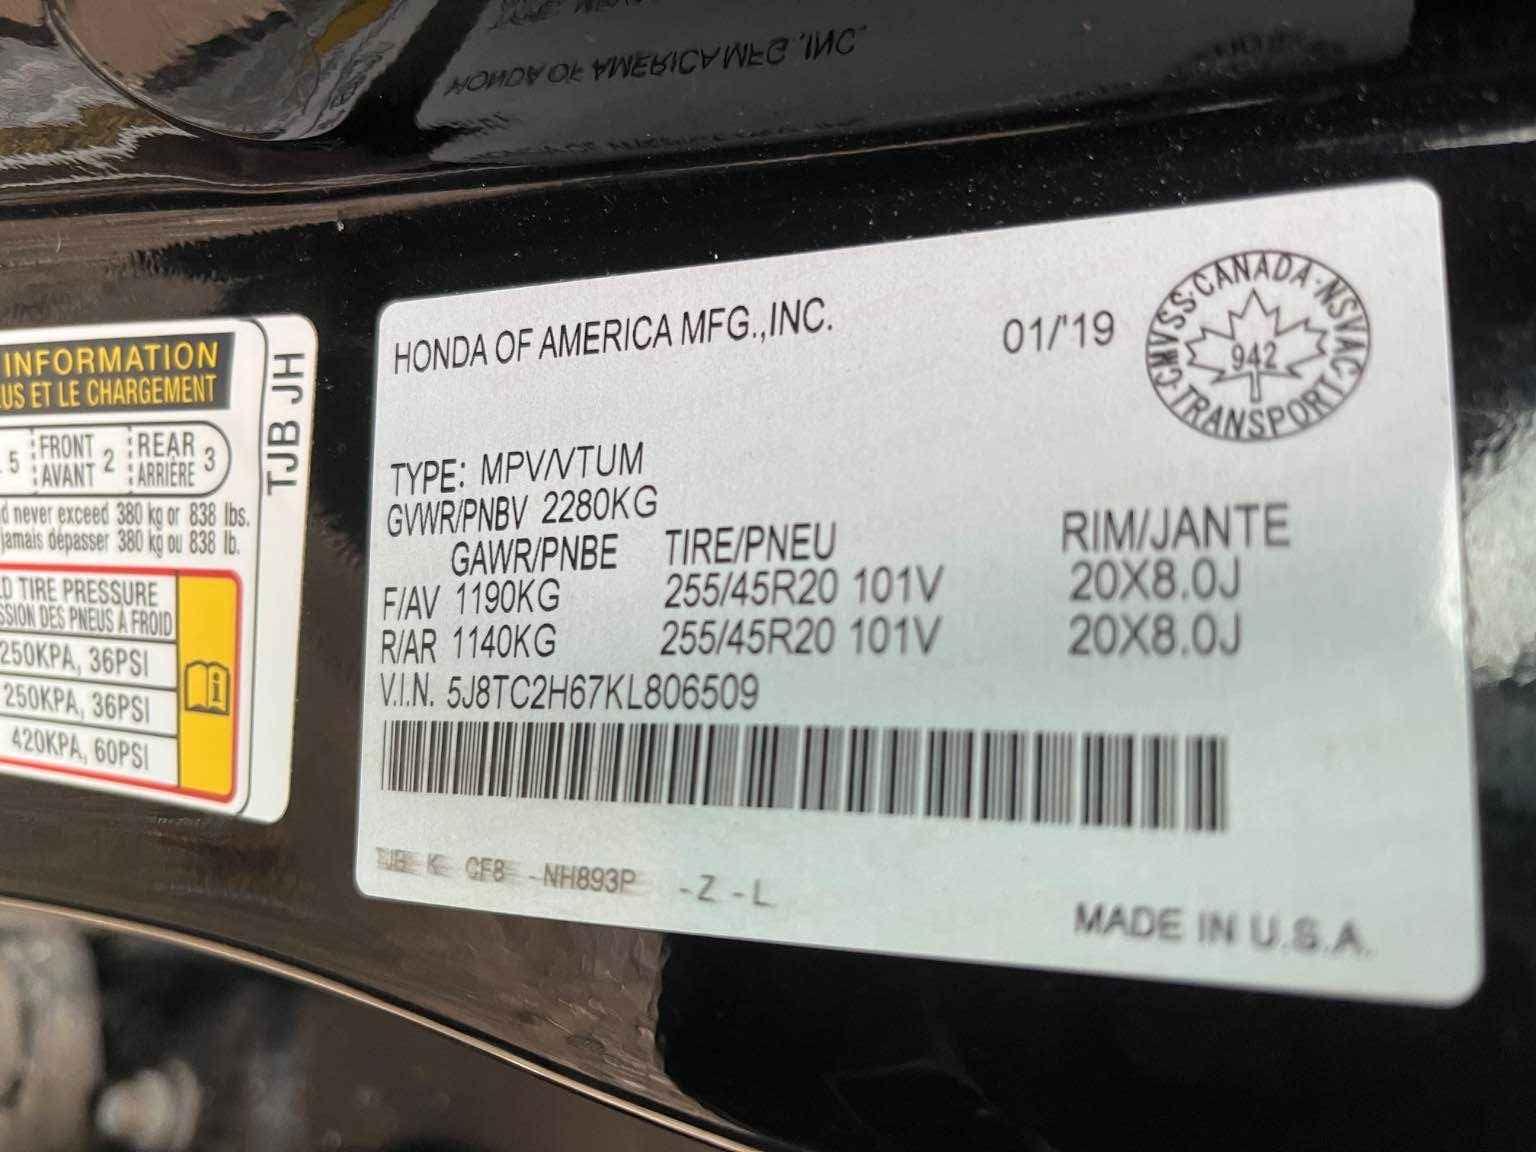 INFORMATION
US ET LE CHARGEMENT
5 FRONT AVANT 2 REAR ARRIÈRE 3
never exceed 380 kg or 838 lbs.
jamais dépasser 380 kg ou 838 lb.
TIRE PRESSURE
DES PNEUS À FROID
250KPA, 36PSI
250KPA, 36PSI
420KPA, 60PSI
TJB JH
HONDA OF AMERICA MFG.,INC.
01/'19
CMVSS·CANADA·NSVAC
942
TRANSPORT
TYPE: MPV/VTUM
GVWR/PNBV 2280KG
GAWR/PNBE TIRE/PNEU RIM/JANTE
F/AV 1190KG 255/45R20 101V 20X8.0J
R/AR 1140KG 255/45R20 101V 20X8.0J
V.I.N. 5J8TC2H67KL806509
TJB K CF8 -NH893P -Z -L
MADE IN U.S.A.
HONDA OF AMERICA MFG.,INC.